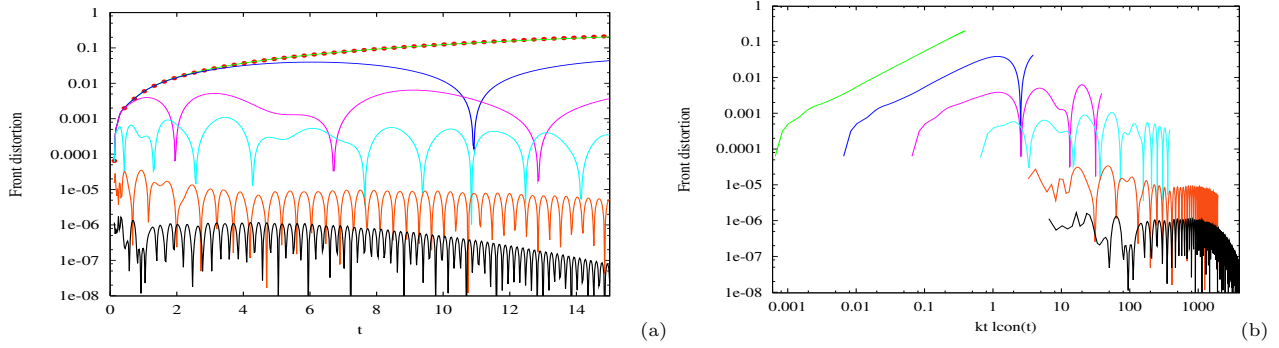 1
0.1
0.01
0.001
0.0001
1e-05
1e-06
1e-07
1e-08
Front distortion
0 2 4 6 8 10 12 14
t
(a)
1
0.1
0.01
0.001
0.0001
1e-05
1e-06
1e-07
1e-08
Front distortion
0.001 0.01 0.1 1 10 100 1000
kt lcon(t)
(b)